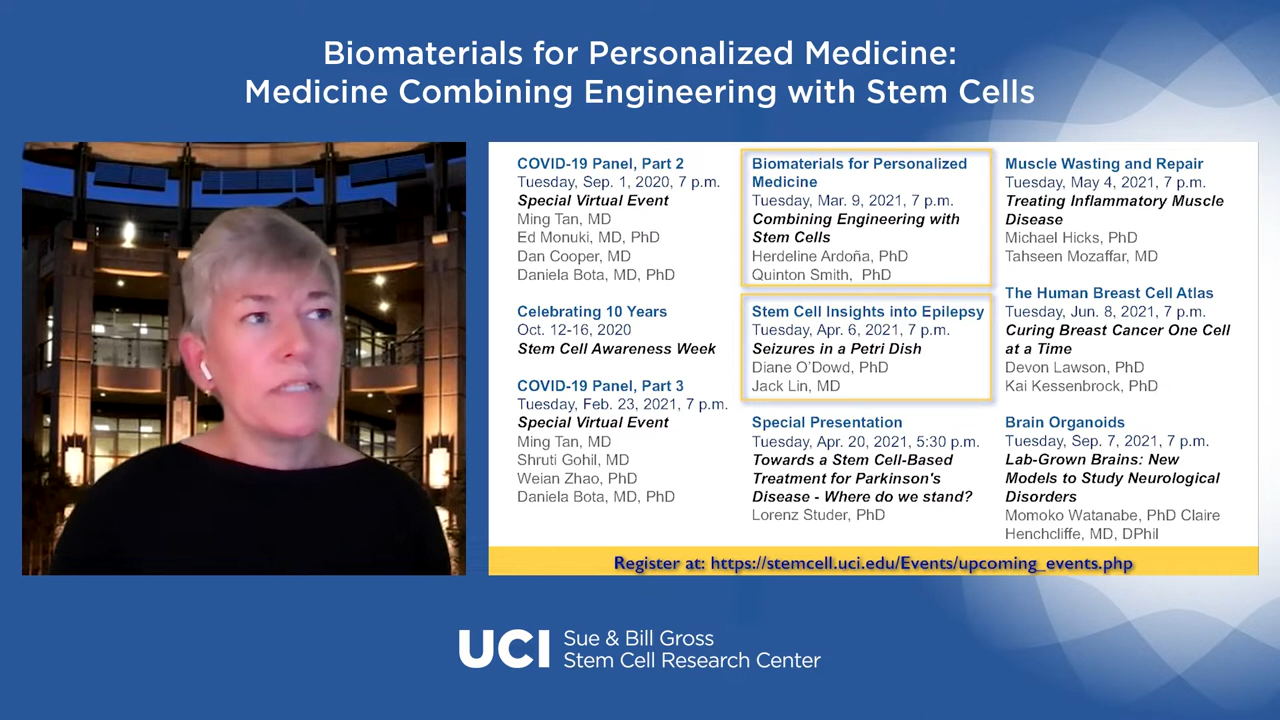 Biomaterials for Personalized Medicine:
Medicine Combining Engineering with Stem Cells
COVID-19 Panel, Part 2
Tuesday, Sep. 1, 2020, 7 p.m.
Special Virtual Event
Ming Tan, MD
Ed Monuki, MD, PhD
Dan Cooper, MD
Daniela Bota, MD, PhD
Celebrating 10 Years
Oct. 12-16, 2020
Stem Cell Awareness Week
COVID-19 Panel, Part 3
Tuesday, Feb. 23, 2021, 7 p.m.
Special Virtual Event
Ming Tan, MD
Shruti Gohil, MD
Weian Zhao, PhD
Daniela Bota, MD, PhD
Biomaterials for Personalized
Medicine
Tuesday, Mar. 9, 2021, 7 p.m.
Combining Engineering with
Stem Cells
Herdeline Ardoña, PhD
Quinton Smith, PhD
Stem Cell Insights into Epilepsy
Tuesday, Apr. 6, 2021, 7 p.m.
Seizures in a Petri Dish
Diane O'Dowd, PhD
Jack Lin, MD
Special Presentation
Tuesday, Apr. 20, 2021, 5:30 p.m.
Towards a Stem Cell-Based
Treatment for Parkinson's
Disease - Where do we stand?
Lorenz Studer, PhD
Muscle Wasting and Repair
Tuesday, May 4, 2021, 7 p.m.
Treating Inflammatory Muscle
Disease
Michael Hicks, PhD
Tahseen Mozaffar, MD
The Human Breast Cell Atlas
Tuesday, Jun. 8, 2021, 7 p.m.
Curing Breast Cancer One Cell
at a Time
Devon Lawson, PhD
Kai Kessenbrock, PhD
Brain Organoids
Tuesday, Sep. 7, 2021, 7 p.m.
Lab-Grown Brains: New
Models to Study Neurological
Disorders
Momoko Watanabe, PhD Claire
Henchcliffe, MD, DPhil
Register at: https://stemcell.uci.edu/Events/upcoming_events.php
UCI Sue & Bill Gross
Stem Cell Research Center